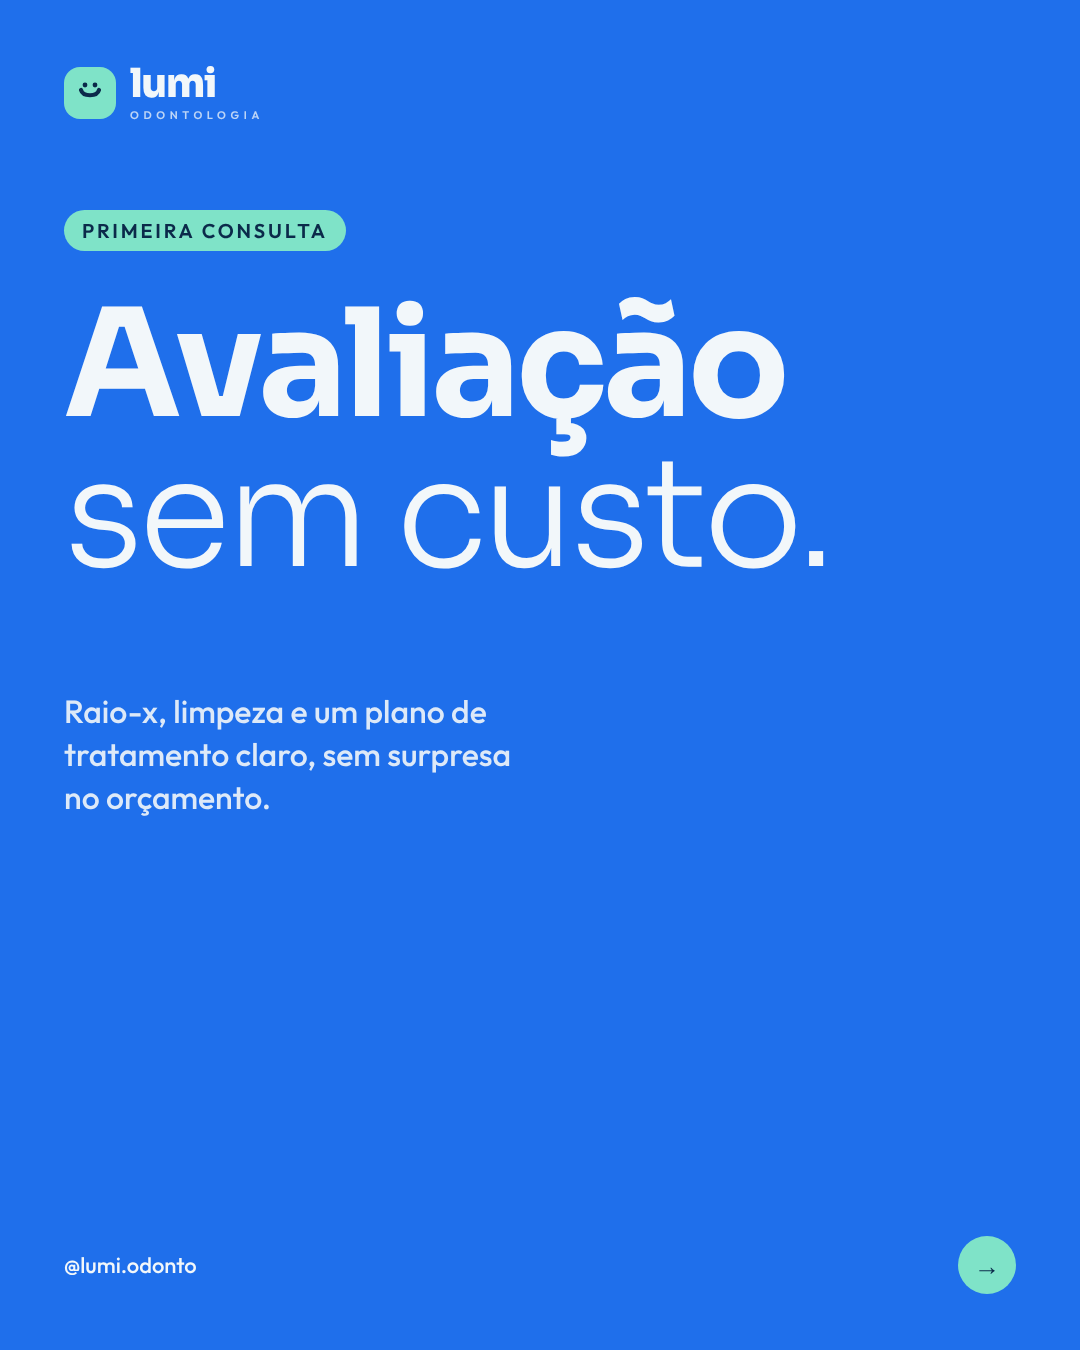 lumi
ODONTOLOGIA
PRIMEIRA CONSULTA
Avaliação
sem custo.
Raio-x, limpeza e um plano de
tratamento claro, sem surpresa
no orçamento.
@lumi.odonto
→